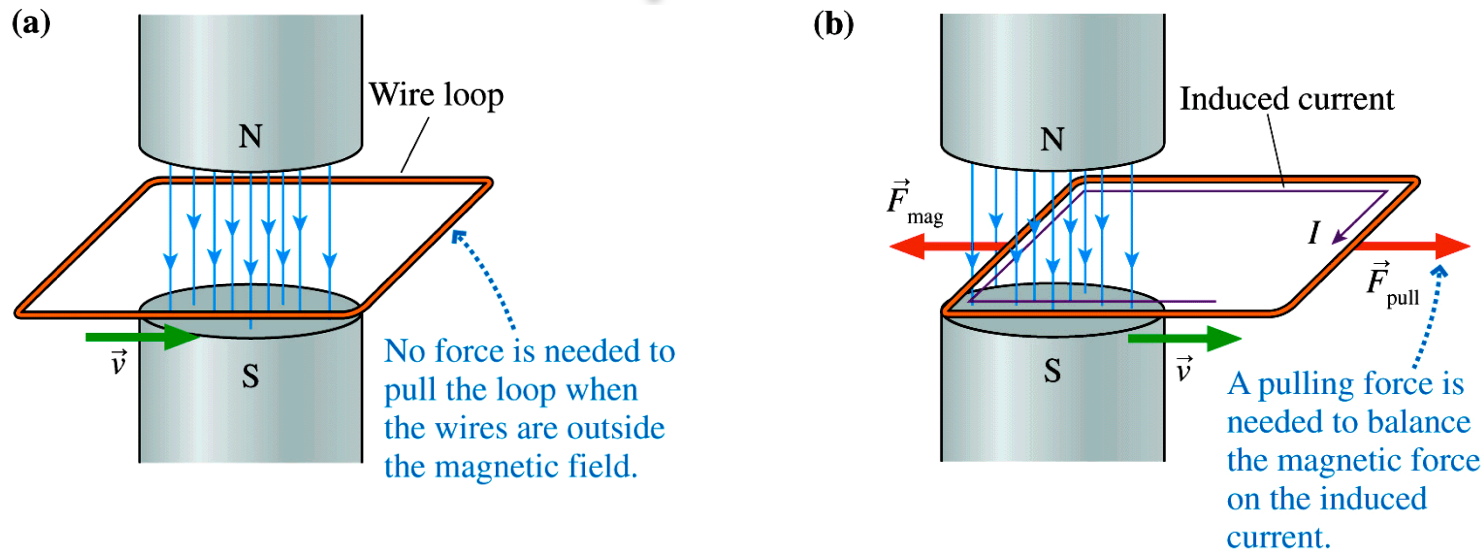 (a)
Wire loop
N
S
v
No force is needed to
pull the loop when
the wires are outside
the magnetic field.
(b)
Induced current
N
F mag
I
F pull
S
v
A pulling force is
needed to balance
the magnetic force
on the induced
current.